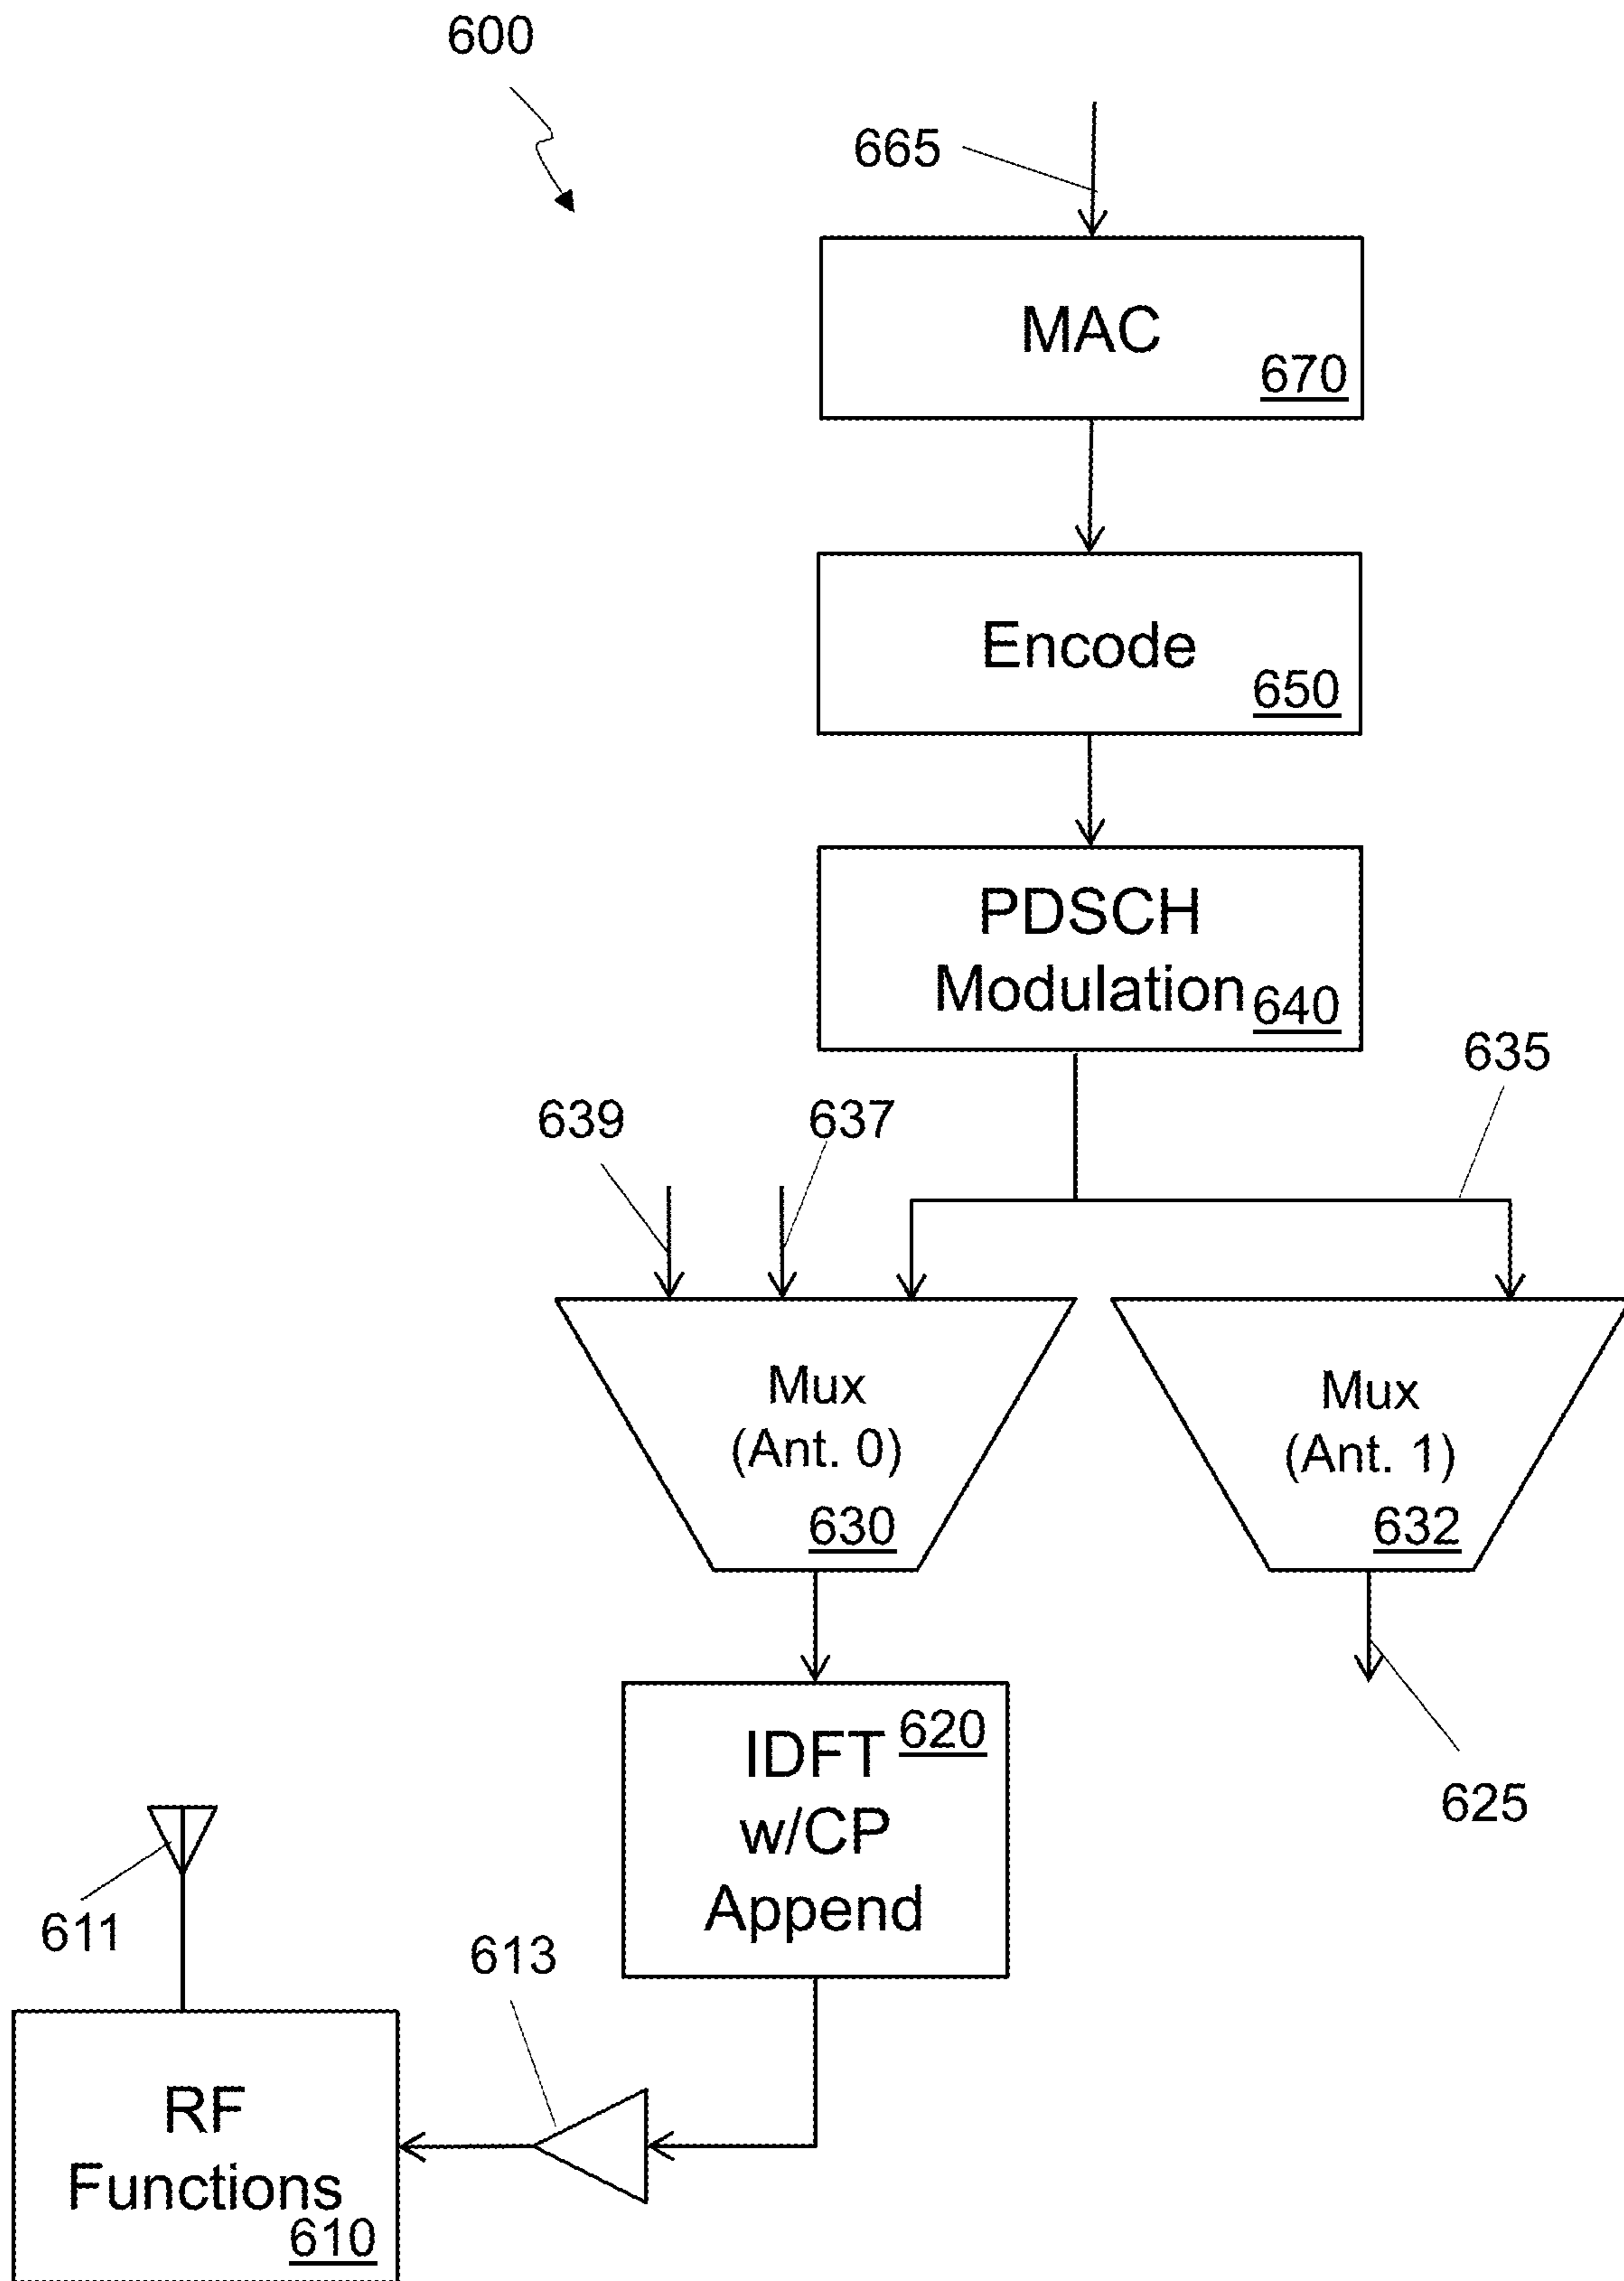 600
665
MAC
670
Encode
650
PDSCH
Modulation
640
635
639
637
Mux
(Ant. 0)
630
Mux
(Ant. 1)
632
620
IDFT
w/CP
Append
625
611
613
RF
Functions
610